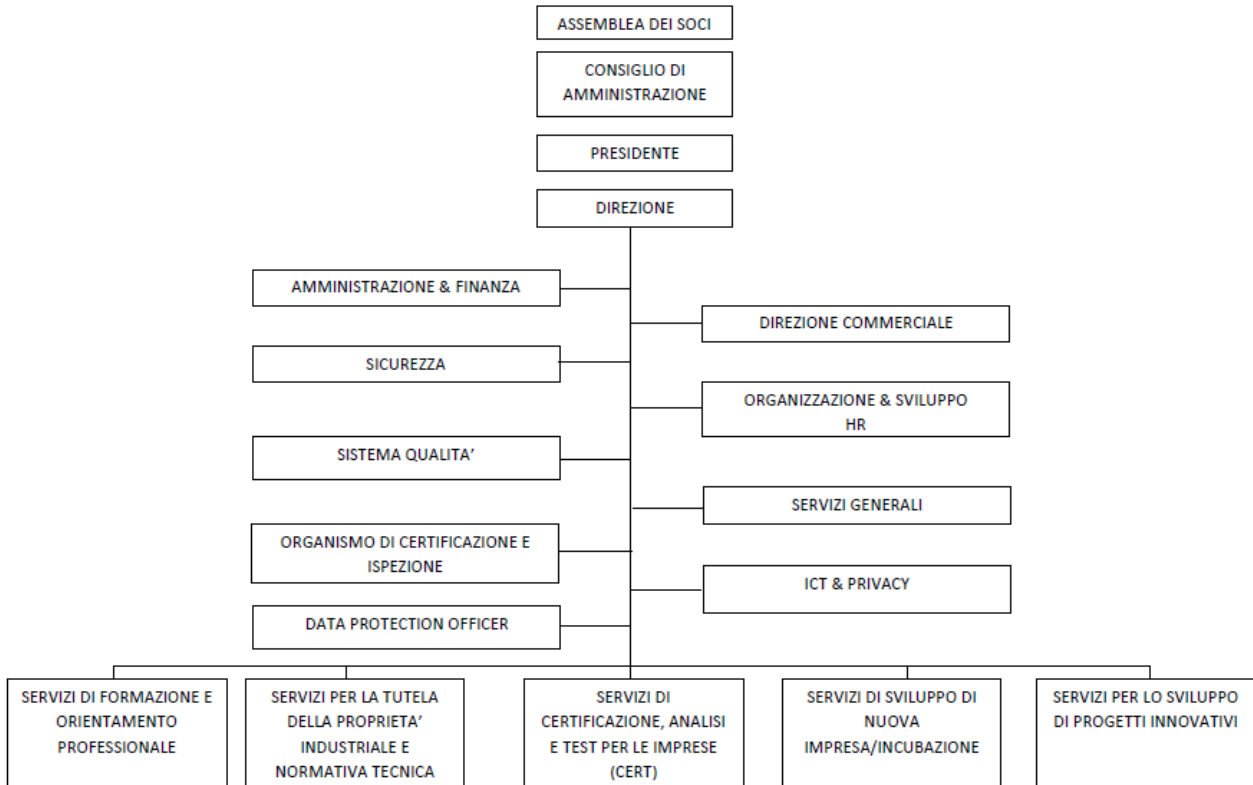 ASSEMBLEA DEI SOCI
CONSIGLIO DI
AMMINISTRAZIONE
PRESIDENTE
DIREZIONE
AMMINISTRAZIONE & FINANZA
DIREZIONE COMMERCIALE
SICUREZZA
ORGANIZZAZIONE & SVILUPPO
HR
SISTEMA QUALITA’
SERVIZI GENERALI
ORGANISMO DI CERTIFICAZIONE E
ISPEZIONE
ICT & PRIVACY
DATA PROTECTION OFFICER
SERVIZI DI FORMAZIONE E
ORIENTAMENTO
PROFESSIONALE
SERVIZI PER LA TUTELA
DELLA PROPRIETA’
INDUSTRIALE E
NORMATIVA TECNICA
SERVIZI DI
CERTIFICAZIONE, ANALISI
E TEST PER LE IMPRESE
(CERT)
SERVIZI DI SVILUPPO DI
NUOVA
IMPRESA/INCUBAZIONE
SERVIZI PER LO SVILUPPO
DI PROGETTI INNOVATIVI